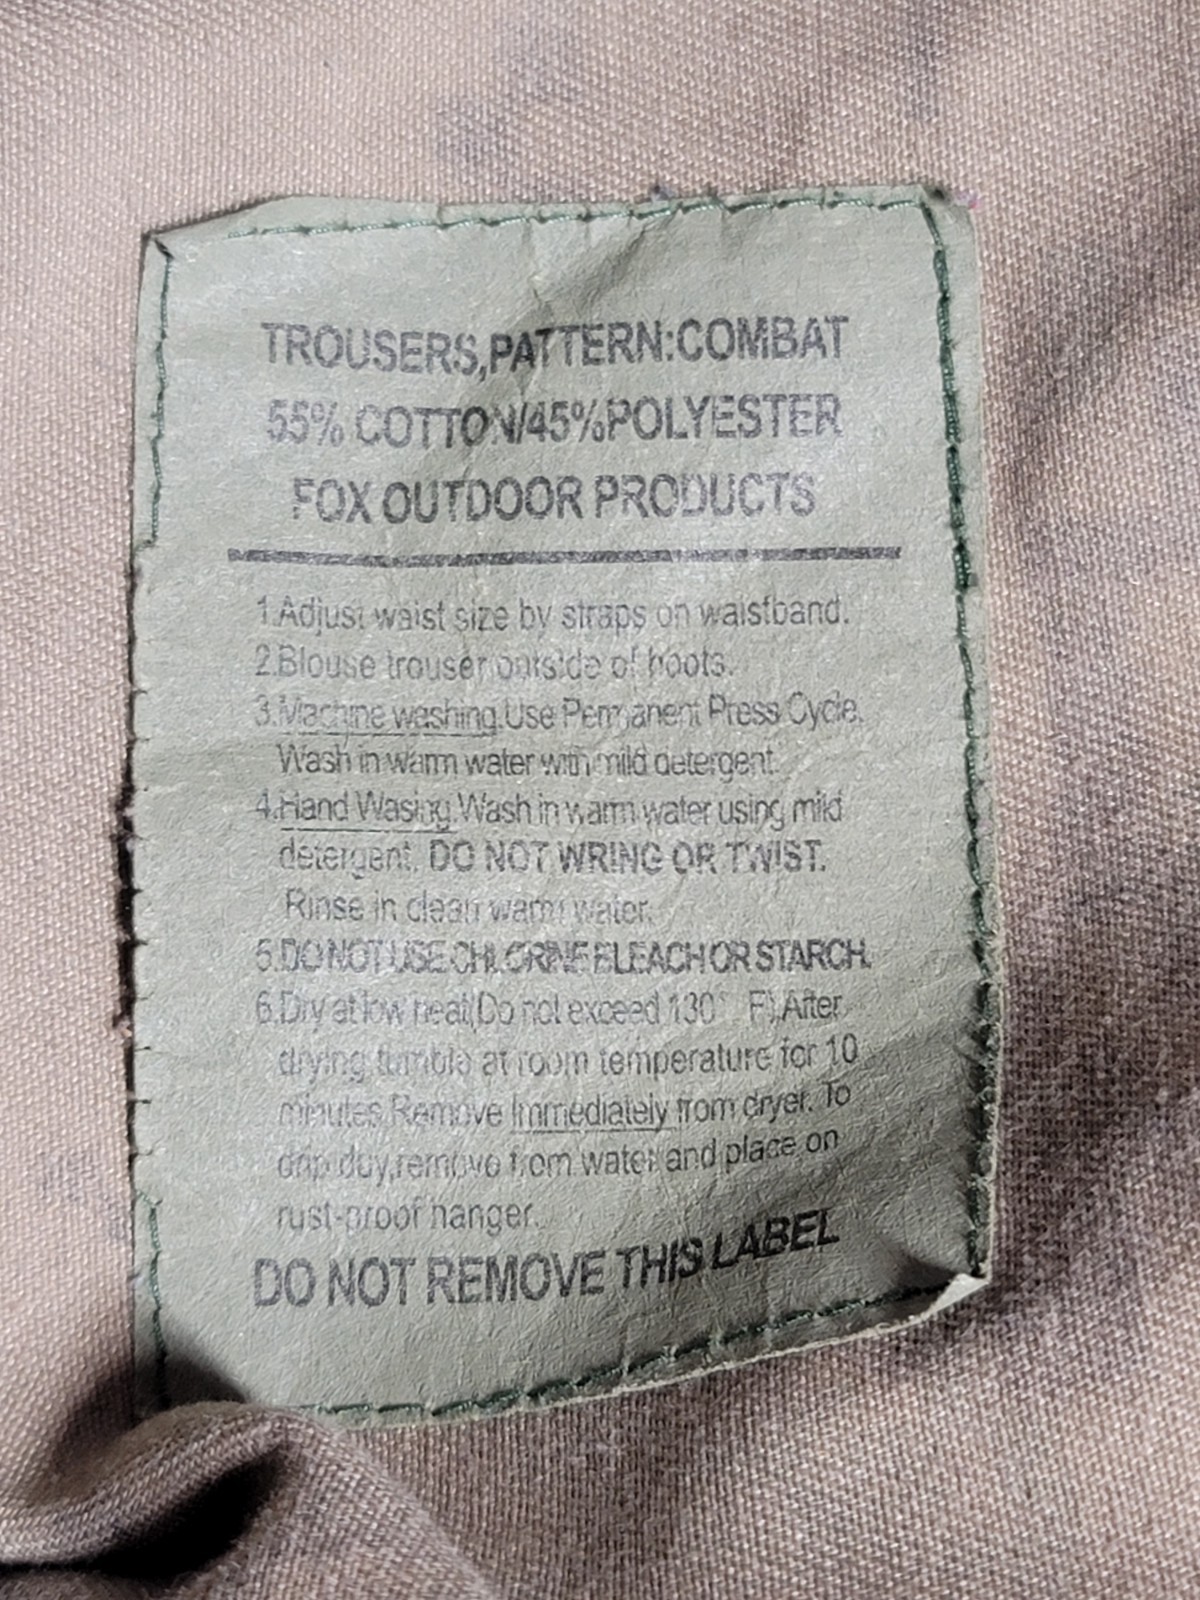 TROUSERS,PATTERN:COMBAT
55% COTTON/45%POLYESTER
FOX OUTDOOR PRODUCTS
1.Adjust waist size by straps on waistband.
2.Blouse trouser outside of boots.
3.Machine washing.Use Permanent Press Cycle.
Wash in warm water with mild detergent.
4.Hand Wasing.Wash in warm water using mild
detergent. DO NOT WRING OR TWIST.
Rinse in clean warm water.
5.DO NOT USE CHLORINE BLEACH OR STARCH.
6.Dry at low heat(Do not exceed 130° F).After
drying tumble at room temperature for 10
minutes.Remove Immediately from dryer. To
drip duy,remove from water and place on
rust-proof hanger.
DO NOT REMOVE THIS LABEL